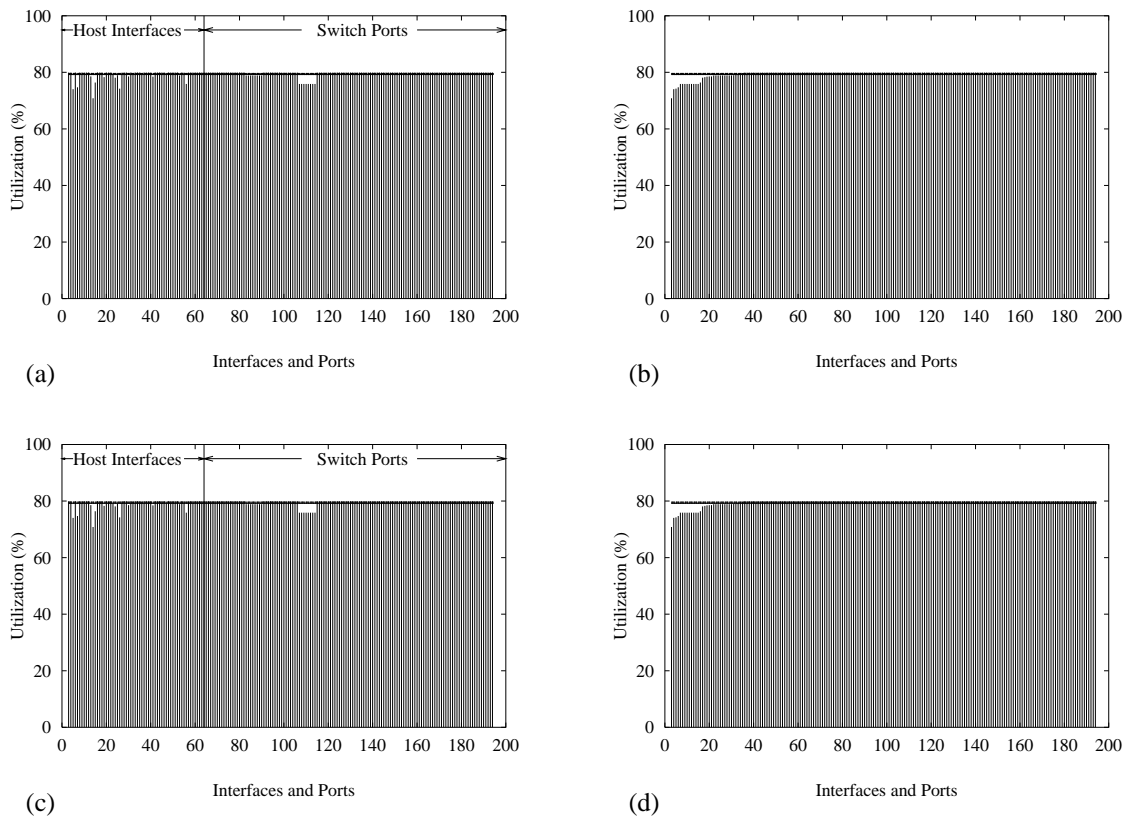 100
80
60
40
20
0
Utilization (%)
Host Interfaces
Switch Ports
0 20 40 60 80 100 120 140 160 180 200
Interfaces and Ports
(a)
100
80
60
40
20
0
Utilization (%)
0 20 40 60 80 100 120 140 160 180 200
Interfaces and Ports
(b)
100
80
60
40
20
0
Utilization (%)
Host Interfaces
Switch Ports
0 20 40 60 80 100 120 140 160 180 200
Interfaces and Ports
(c)
100
80
60
40
20
0
Utilization (%)
0 20 40 60 80 100 120 140 160 180 200
Interfaces and Ports
(d)